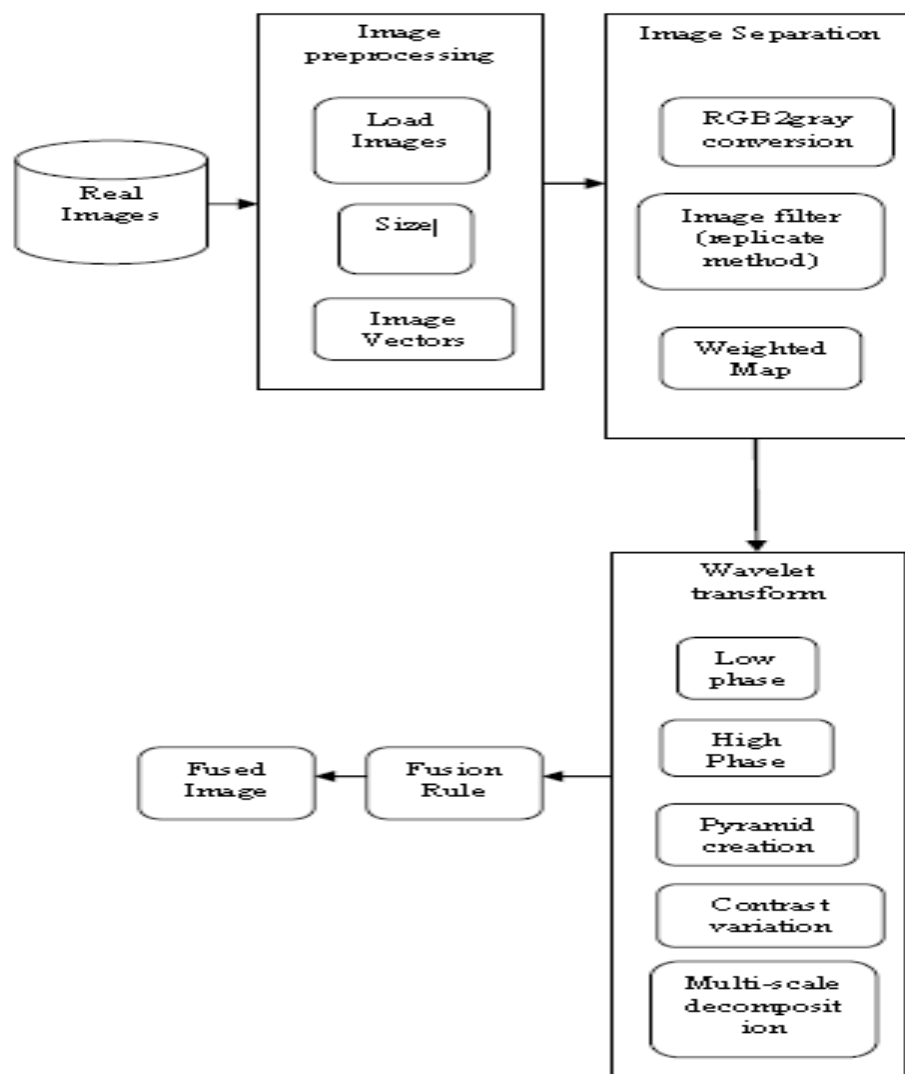 Real
Images
Image
preprocessing
Load
Images
Size|
Image
Vectors
Image Separation
RGB2gray
conversion
Image filter
(replicate
method)
Weighted
Map
Wavelet
transform
Low
phase
High
Phase
Pyramid
creation
Contrast
variation
Multi-scale
decomposit
ion
Fusion
Rule
Fused
Image